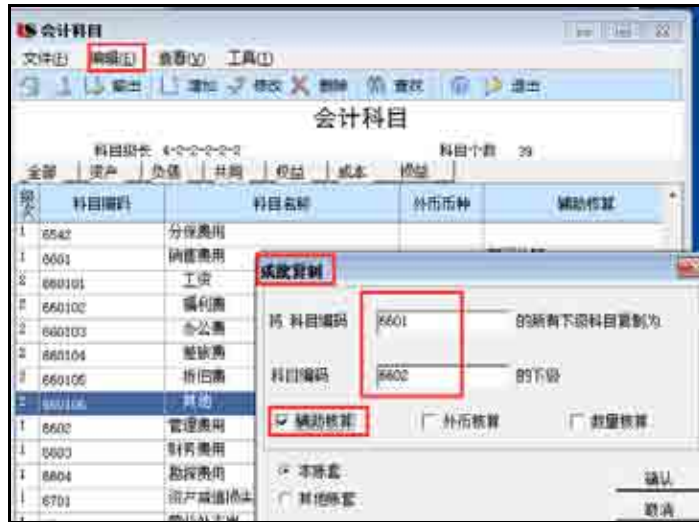 会计科目
文件(F) 编辑(E) 查看(V) 工具(T)
输出 增加 修改 删除 查找 退出
会计科目
科目级长 4-2-2-2-2-2 科目个数 39
全部 资产 负债 共同 权益 成本 损益
级次 科目编码 科目名称 外币币种 辅助核算
1 6542 分保费用
1 6601 销售费用
2 660101 工资
2 660102 福利费
2 660103 办公费
2 660104 差旅费
2 660105 折旧费
2 660106 其他
1 6602 管理费用
1 6603 财务费用
1 6604 勘探费用
1 6701 资产减值损失
成批复制
将 科目编码 6601 的所有下级科目复制为
科目编码 6602 的下级
辅助核算 外币核算 数量核算
本账套
其他账套
确认
取消